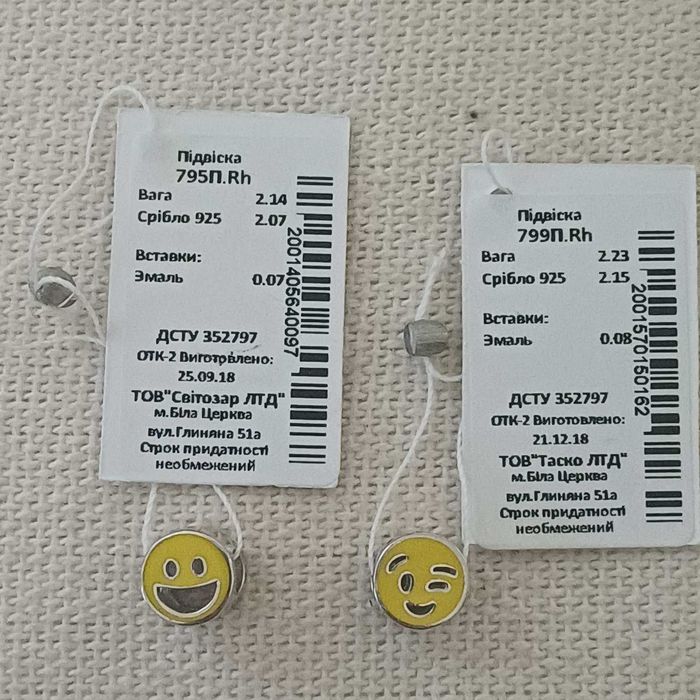 Підвіска
795П.Rh
Вага 2.14
Срібло 925 2.07
Вставки:
Эмаль 0.07
ДСТУ 352797
ОТК-2 Виготовлено:
25.09.18
ТОВ"Світозар ЛТД"
м.Біла Церква
вул.Глиняна 51а
Строк придатності
необмежений
2001405640097
Підвіска
799П.Rh
Вага 2.23
Срібло 925 2.15
Вставки:
Эмаль 0.08
ДСТУ 352797
ОТК-2 Виготовлено:
21.12.18
ТОВ"Таско ЛТД"
м.Біла Церква
вул.Глиняна 51а
Строк придатності
необмежений
2001570150162